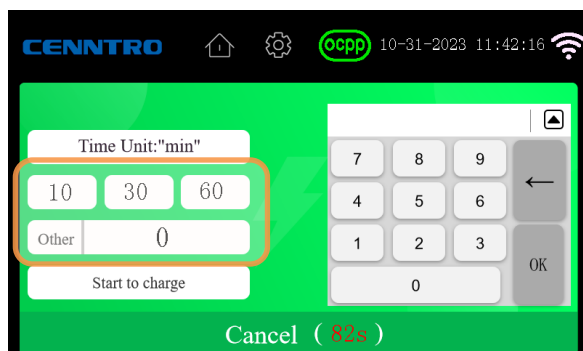 CENNTRO ocpp 10-31-2023 11:42:16
Time Unit:"min"
10 30 60
Other 0
Start to charge
7 8 9
4 5 6
1 2 3
0
←
OK
Cancel ( 82s )